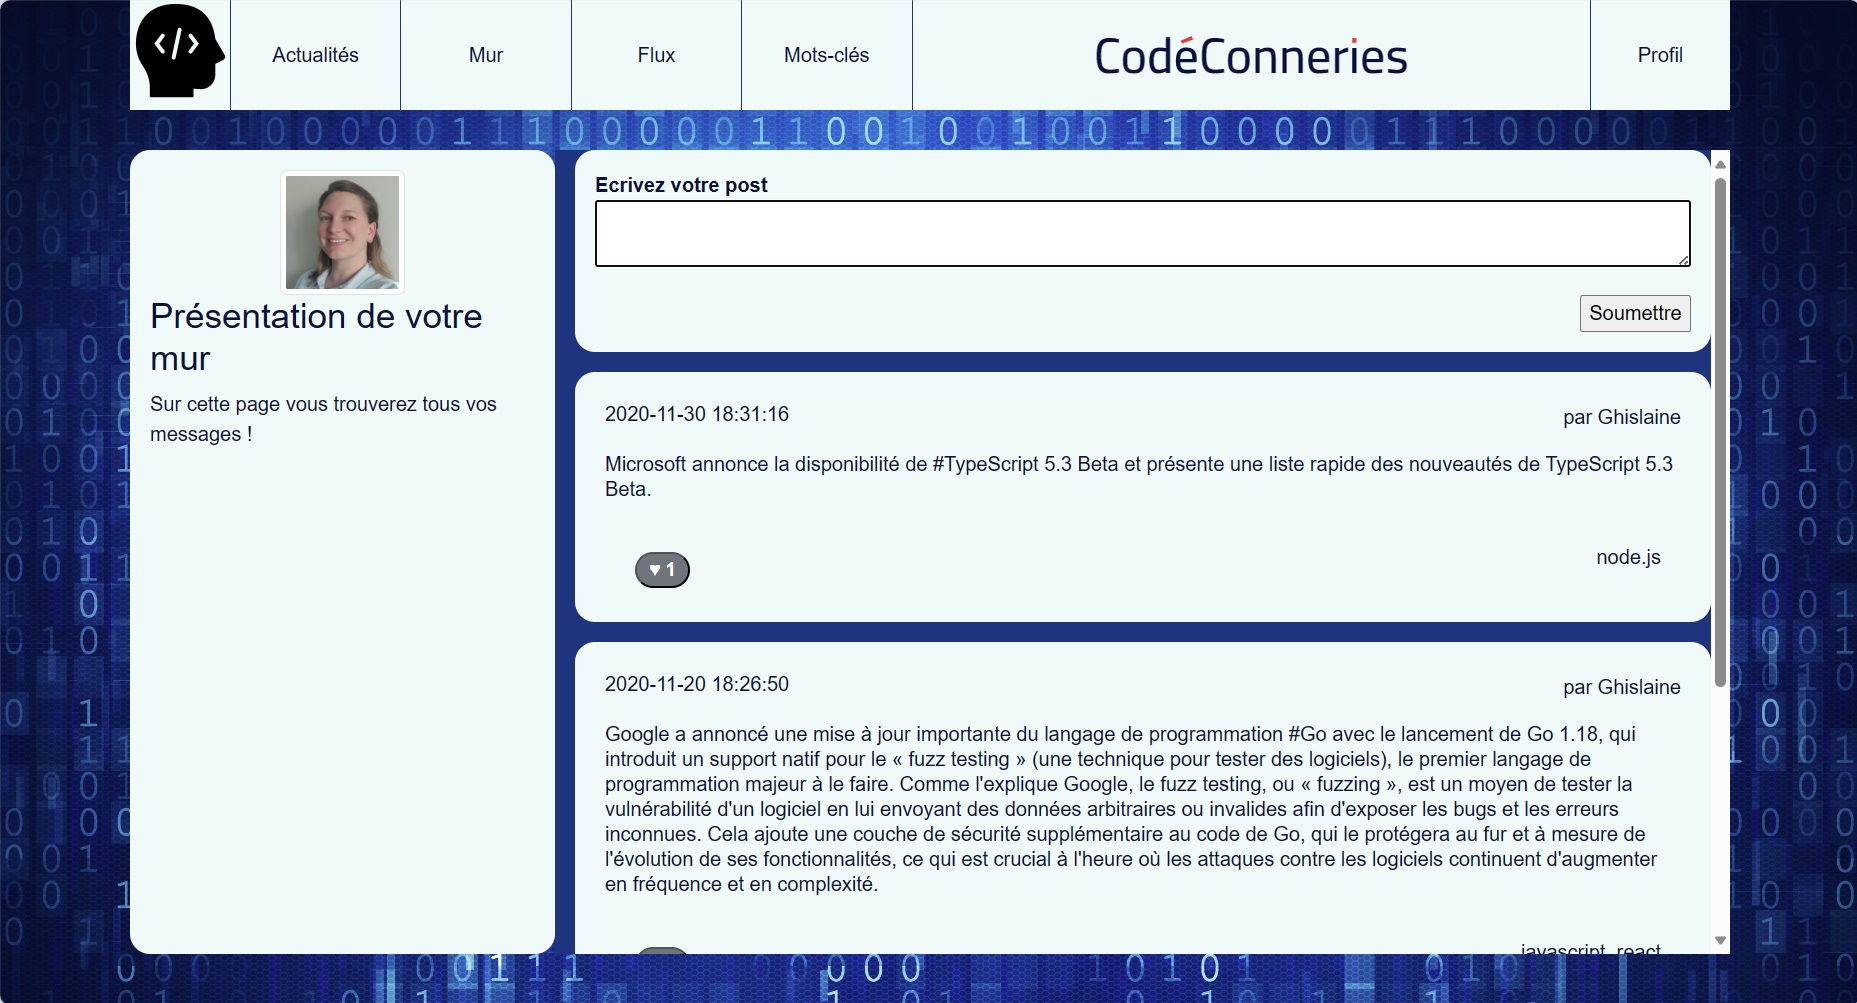 </>
Actualités
Mur
Flux
Mots-clés
CodéConneries
Profil
Présentation de votre
mur
Sur cette page vous trouverez tous vos
messages !
Ecrivez votre post
Soumettre
2020-11-30 18:31:16
par Ghislaine
Microsoft annonce la disponibilité de #TypeScript 5.3 Beta et présente une liste rapide des nouveautés de TypeScript 5.3
Beta.
♥ 1
node.js
2020-11-20 18:26:50
par Ghislaine
Google a annoncé une mise à jour importante du langage de programmation #Go avec le lancement de Go 1.18, qui
introduit un support natif pour le « fuzz testing » (une technique pour tester des logiciels), le premier langage de
programmation majeur à le faire. Comme l'explique Google, le fuzz testing, ou « fuzzing », est un moyen de tester la
vulnérabilité d'un logiciel en lui envoyant des données arbitraires ou invalides afin d'exposer les bugs et les erreurs
inconnues. Cela ajoute une couche de sécurité supplémentaire au code de Go, qui le protégera au fur et à mesure de
l'évolution de ses fonctionnalités, ce qui est crucial à l'heure où les attaques contre les logiciels continuent d'augmenter
en fréquence et en complexité.
javascript, react